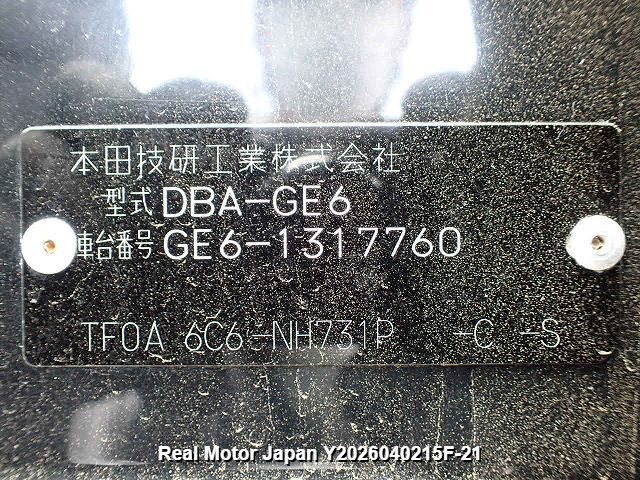 本田技研工業株式会社
型式 DBA-GE6
車台番号 GE6-1317760
TF0A 6C6-NH731P -C -S
Real Motor Japan Y2026040215F-21